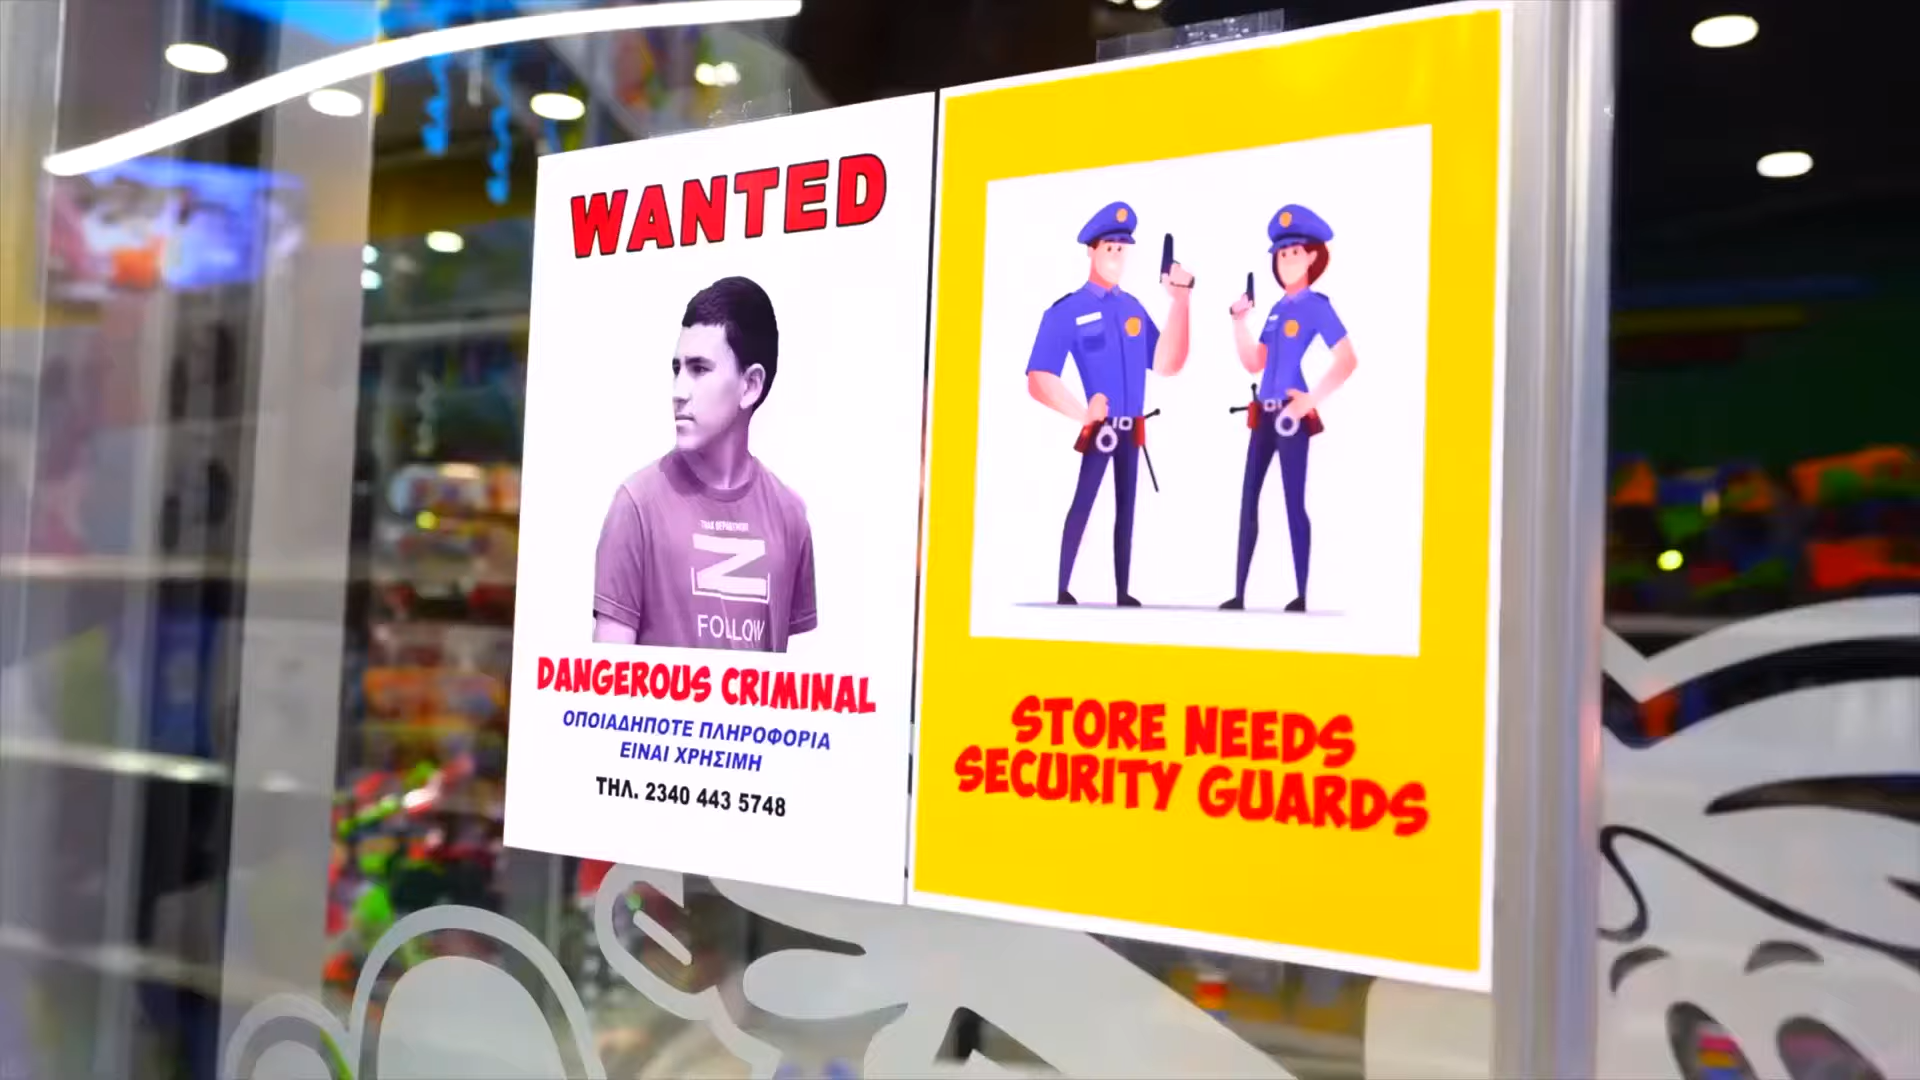 WANTED
N
FOLLOW
DANGEROUS CRIMINAL
ΟΠΟΙΑΔΗΠΟΤΕ ΠΛΗΡΟΦΟΡΙΑ
ΕΙΝΑΙ ΧΡΗΣΙΜΗ
ΤΗΛ. 2340 443 5748
STORE NEEDS
SECURITY GUARDS